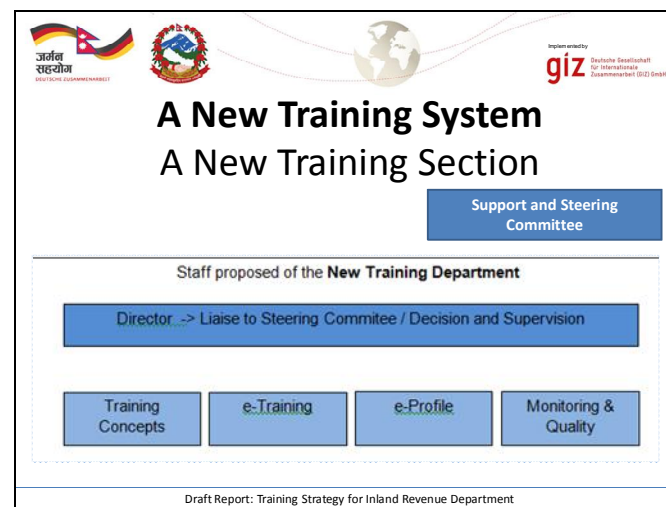 जर्मन
सहयोग
DEUTSCHE ZUSAMMENARBEIT
Implemented by
giz Deutsche Gesellschaft
für Internationale
Zusammenarbeit (GIZ) GmbH
A New Training System
A New Training Section
Support and Steering
Committee
Staff proposed of the New Training Department
Director -> Liaise to Steering Commitee / Decision and Supervision
Training
Concepts
e-Training
e-Profile
Monitoring &
Quality
Draft Report: Training Strategy for Inland Revenue Department